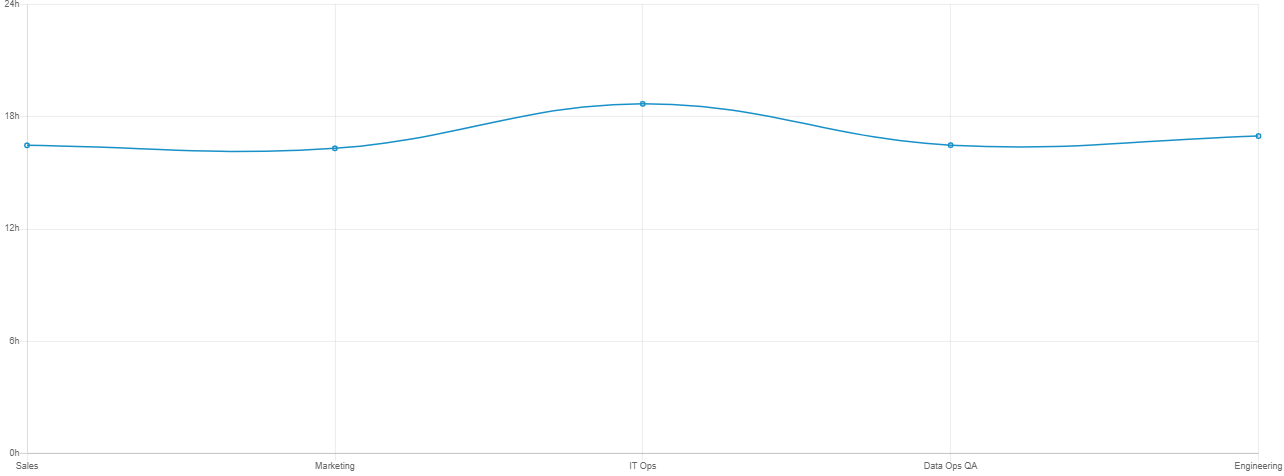 24h
18h
12h
6h
0h
Sales Marketing IT Ops Data Ops QA Engineering